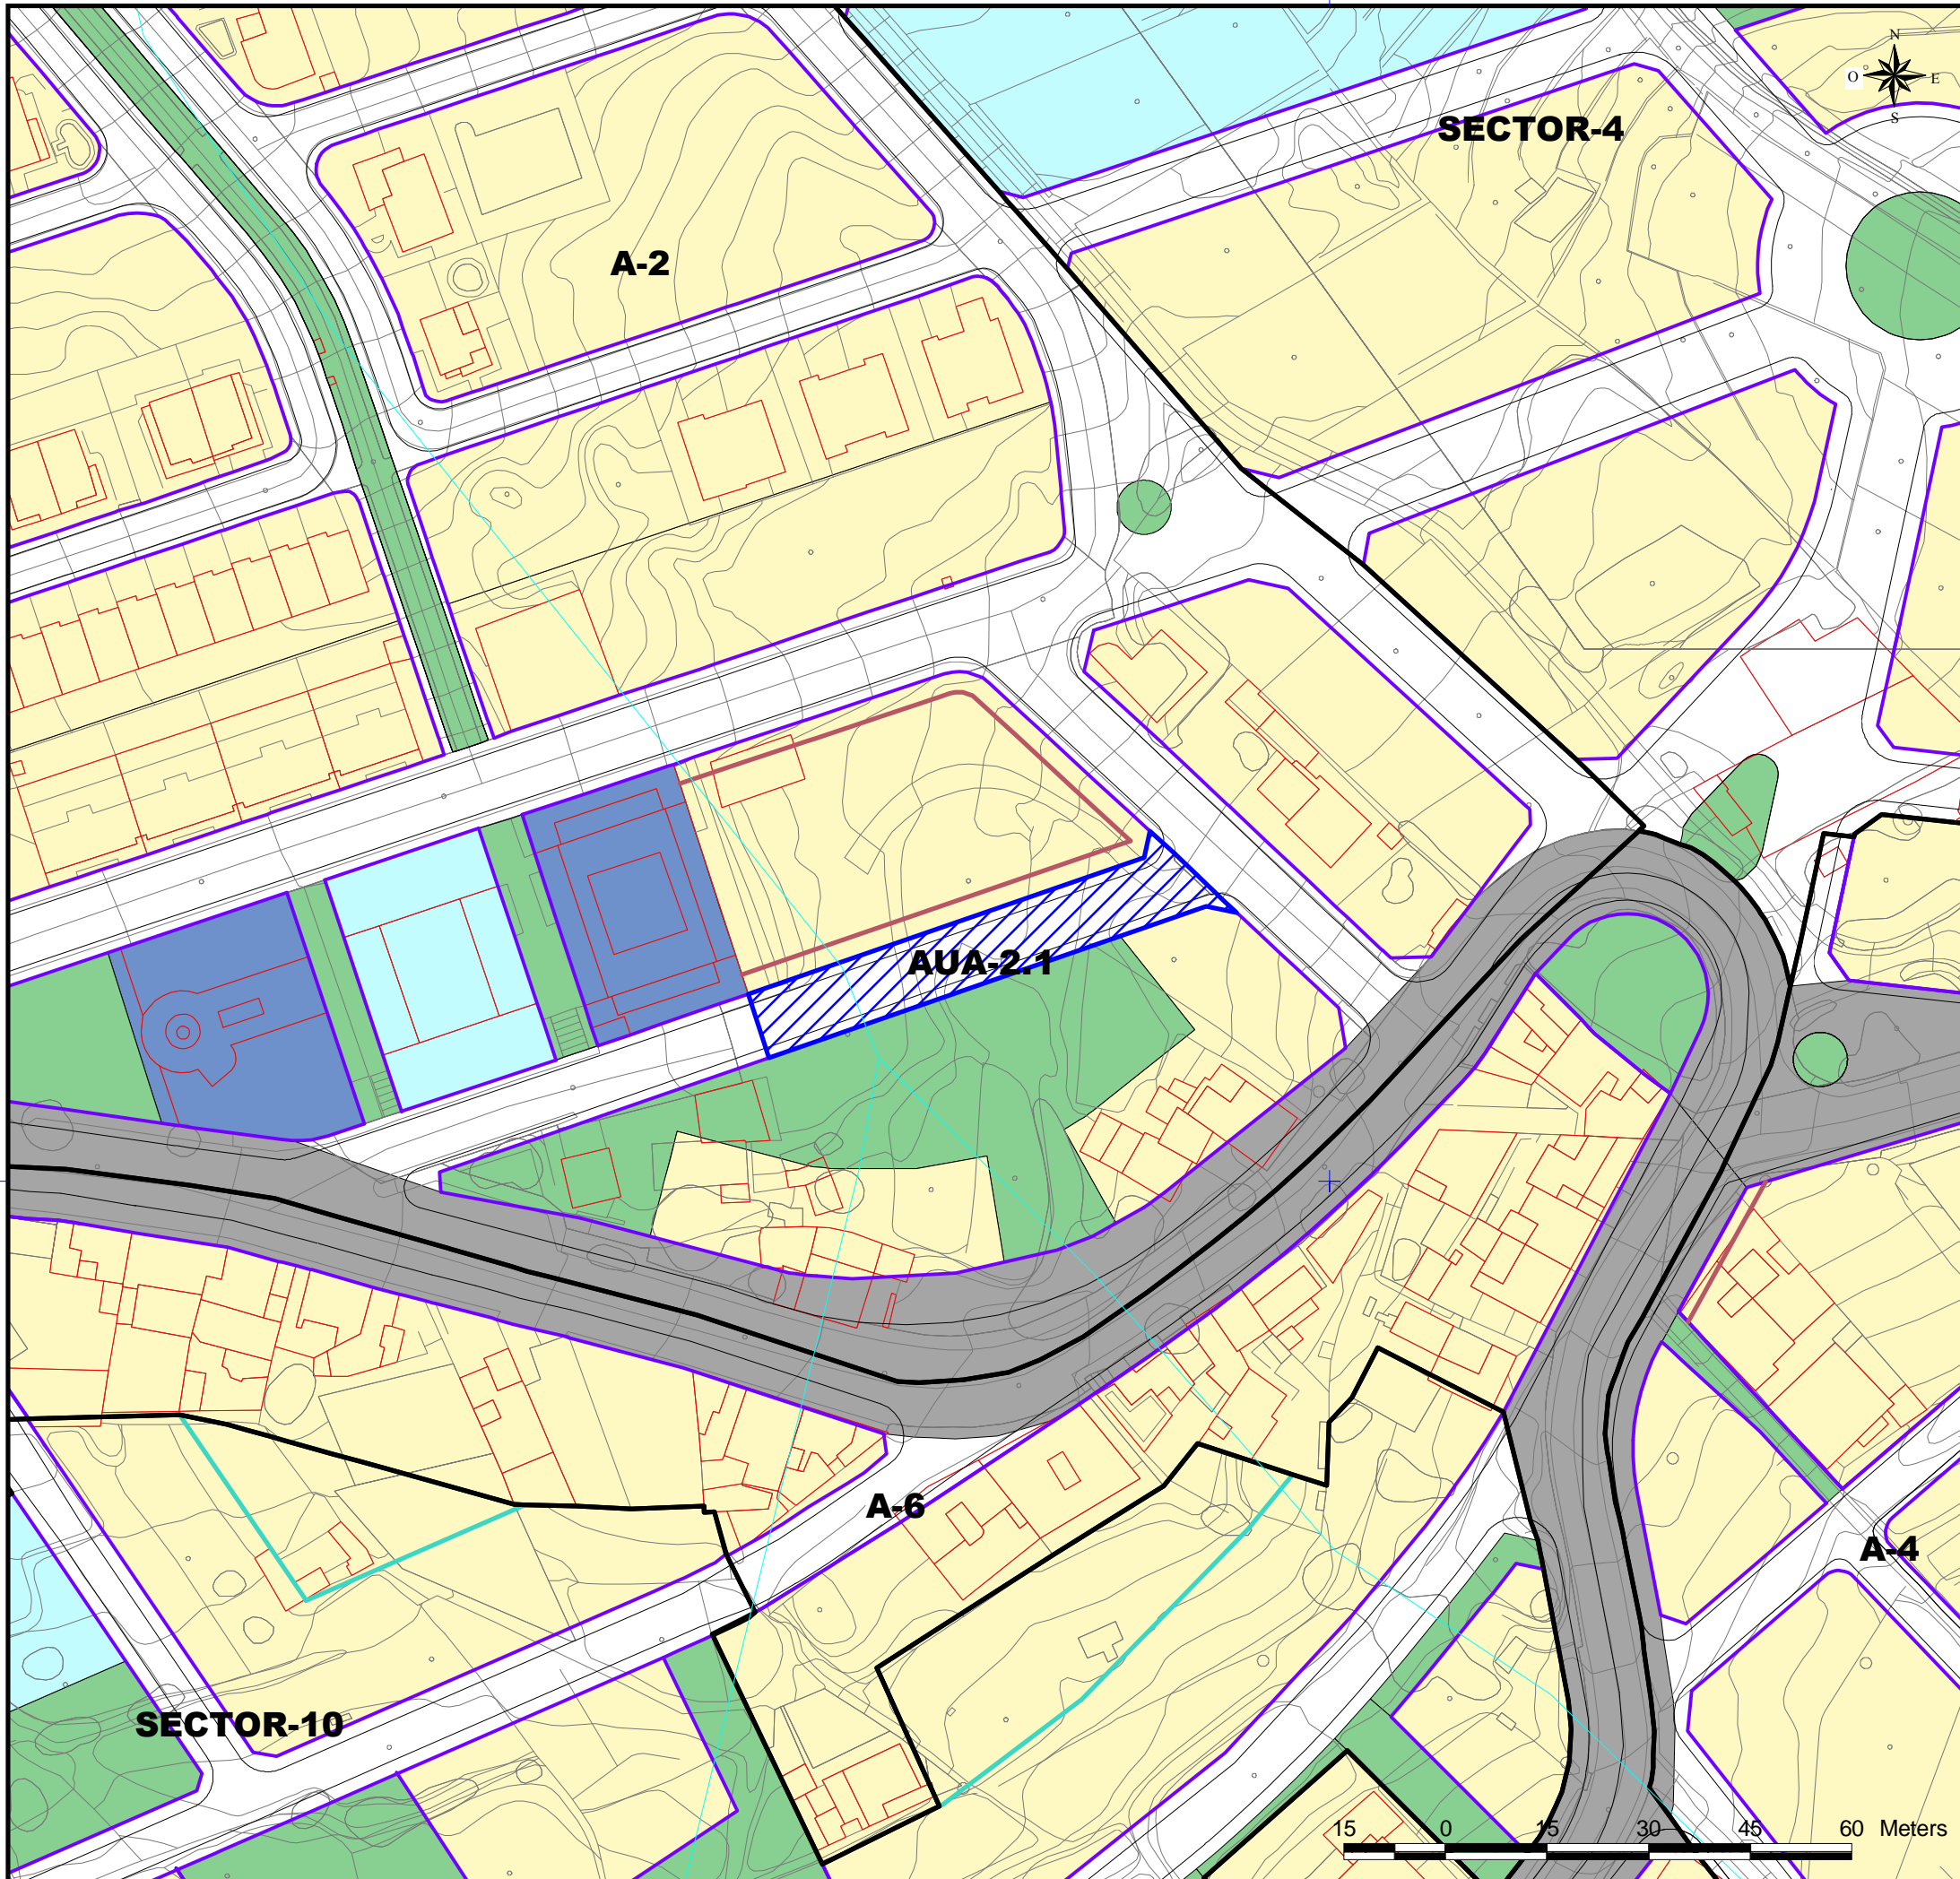 N
O E
S
SECTOR-4
A-2
AUA-2.1
A-6
A-4
SECTOR-10
15 0 15 30 45 60 Meters